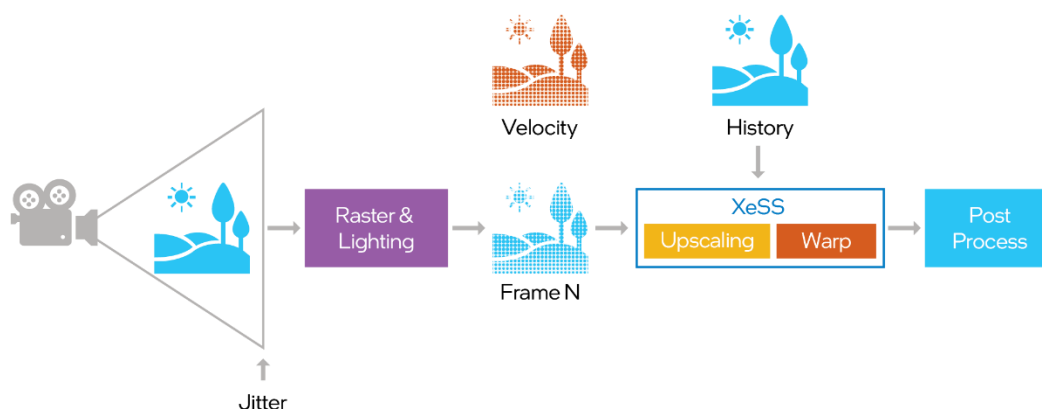 Velocity
History
Raster &
Lighting
XeSS
Upscaling
Warp
Post
Process
Frame N
Jitter